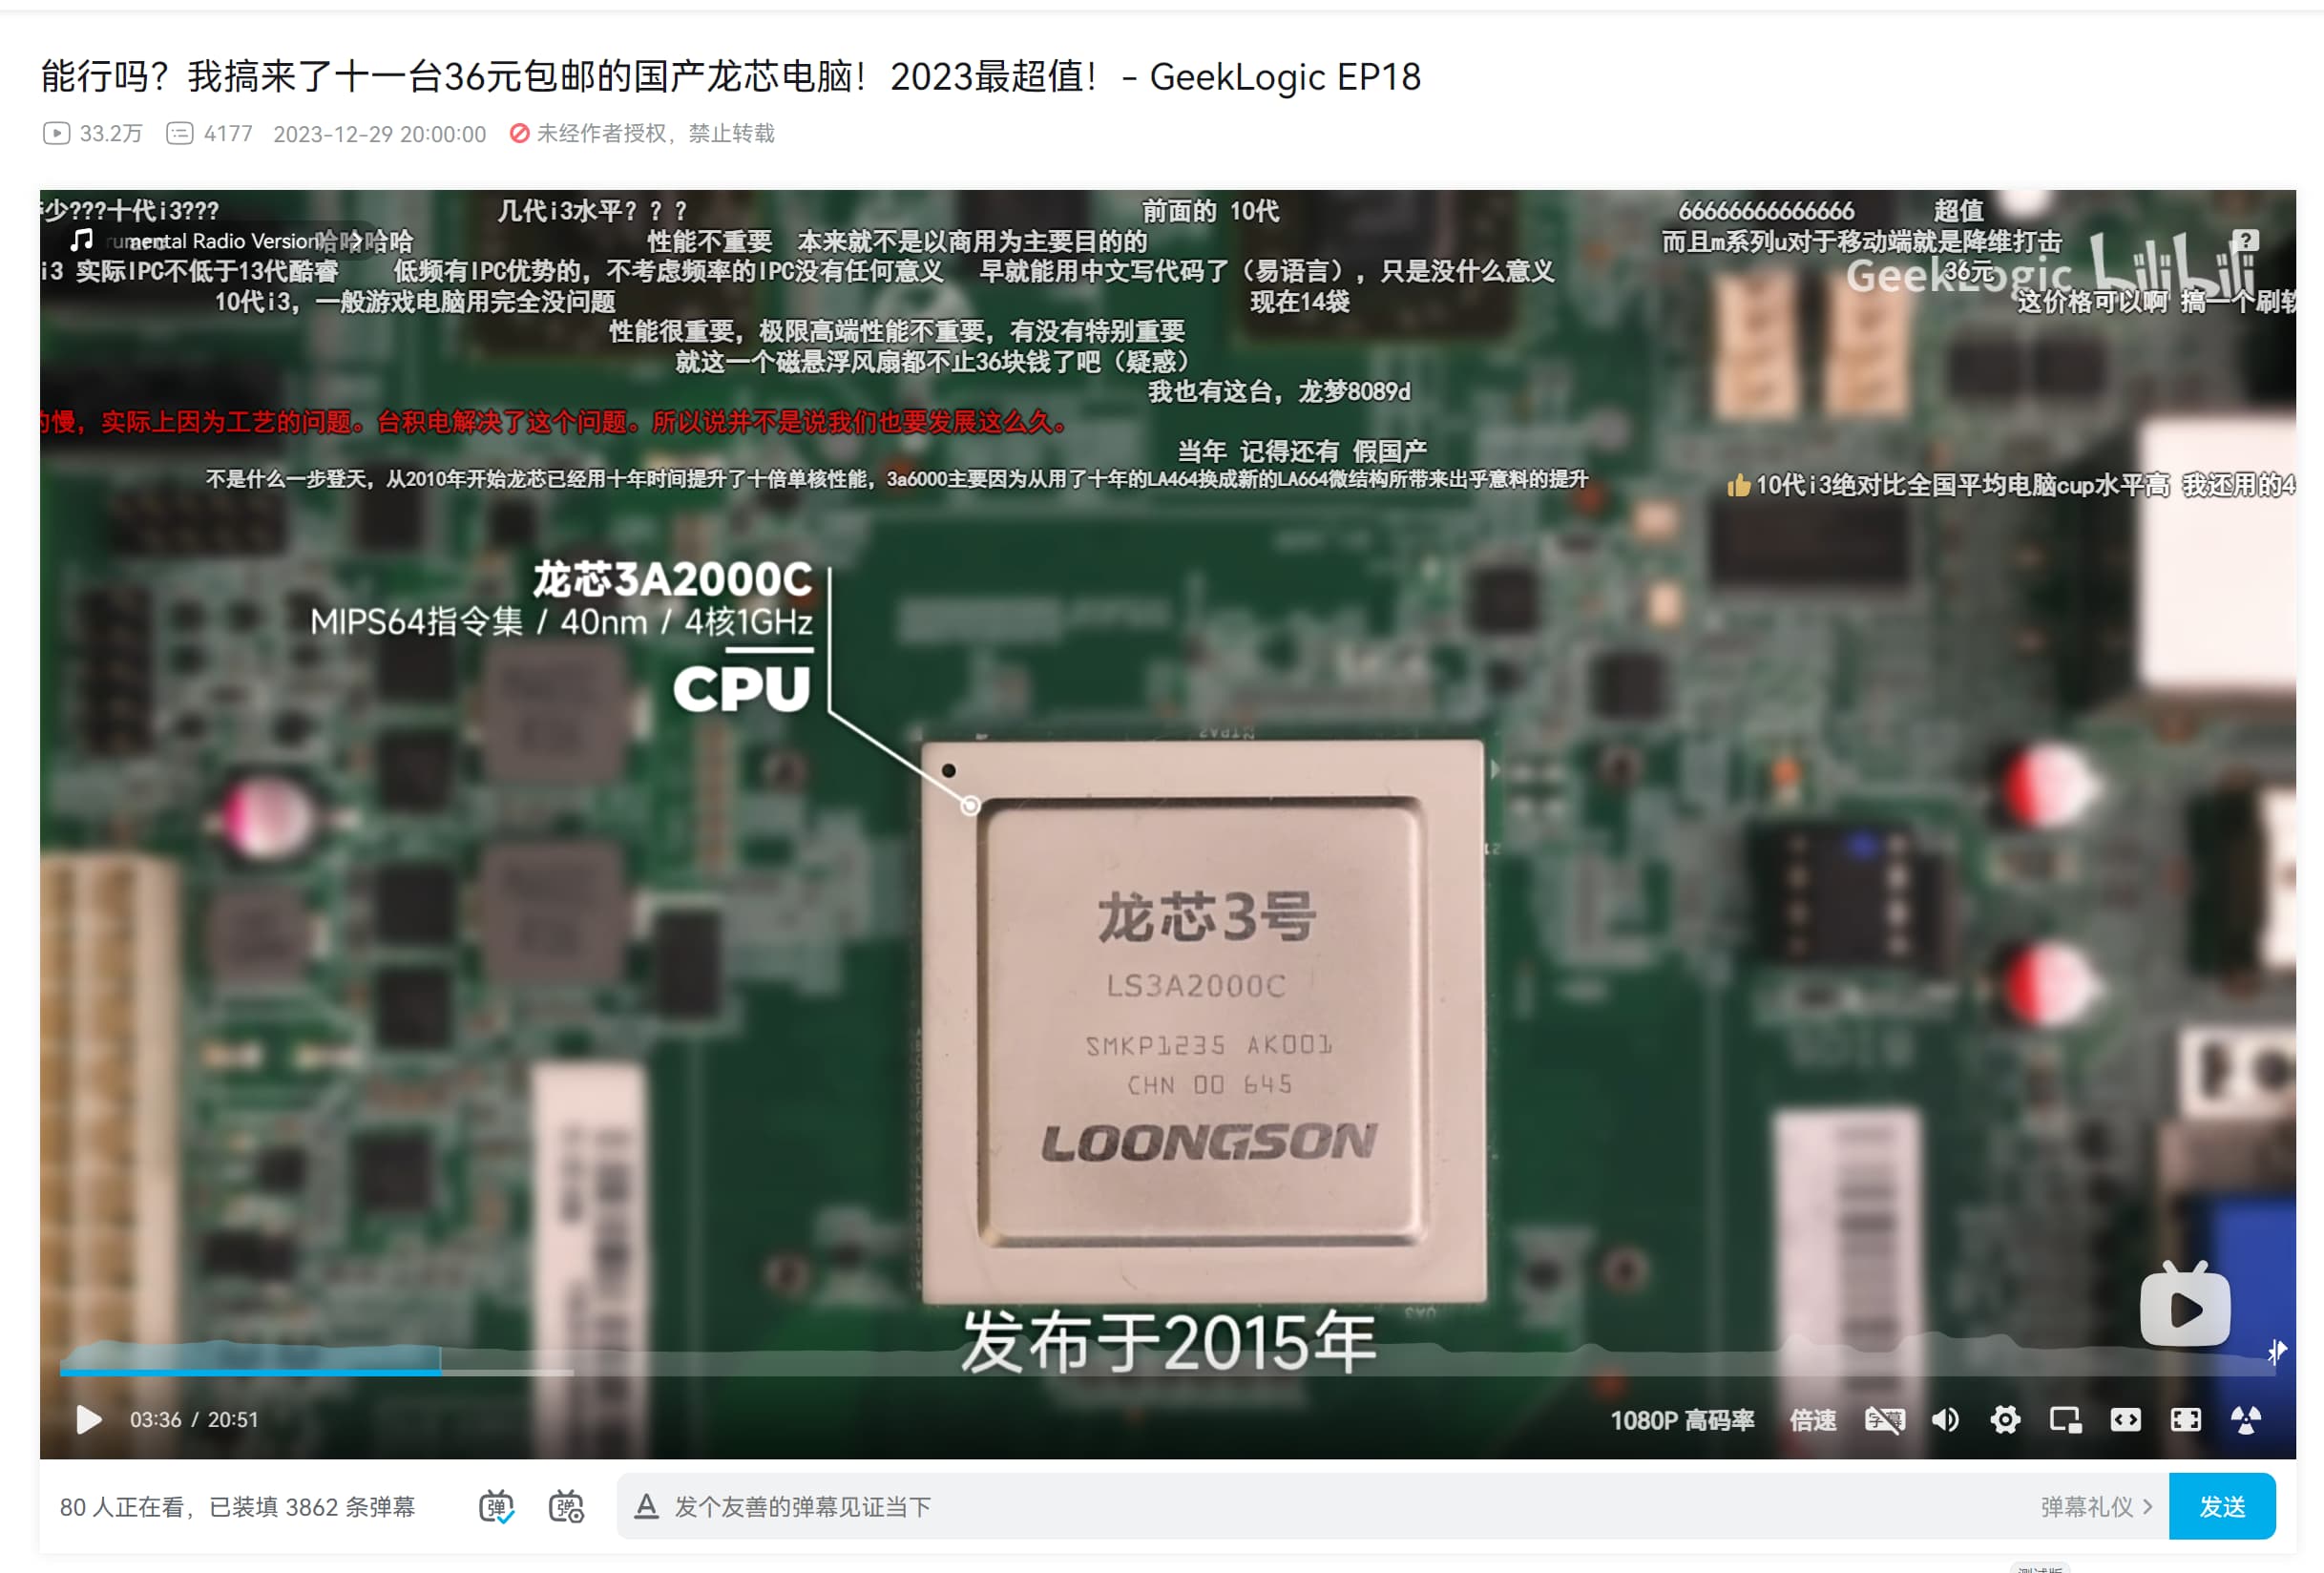 能行吗？我搞来了十一台36元包邮的国产龙芯电脑！2023最超值！- GeekLogic EP18
33.2万 4177 2023-12-29 20:00:00 未经作者授权，禁止转载
少???十代i3???
几代i3水平？？？
前面的 10代
66666666666666
超值
umental Radio Version
哈哈哈哈
性能不重要 本来就不是以商用为主要目的的
而且m系列u对于移动端就是降维打击
i3 实际IPC不低于13代酷睿
低频有IPC优势的，不考虑频率的IPC没有任何意义
早就能用中文写代码了（易语言），只是没什么意义
36元
GeekLogic bilibili
10代i3，一般游戏电脑用完全没问题
现在14袋
这价格可以啊 搞一个刷软
性能很重要，极限高端性能不重要，有没有特别重要
就这一个磁悬浮风扇都不止36块钱了吧（疑惑）
我也有这台，龙梦8089d
的慢，实际上因为工艺的问题。台积电解决了这个问题。所以说并不是说我们也要发展这么久。
当年 记得还有 假国产
不是什么一步登天，从2010年开始龙芯已经用十年时间提升了十倍单核性能，3a6000主要因为从用了十年的LA464换成新的LA664微结构所带来出乎意料的提升
10代i3绝对比全国平均电脑cup水平高 我还用的4
龙芯3A2000C
MIPS64指令集 / 40nm / 4核1GHz
CPU
龙芯3号
LS3A2000C
SMKP1235 AK001
CHN 00 645
LOONGSON
发布于2015年
03:36 / 20:51
1080P 高码率 倍速 字幕
80 人正在看，已装填 3862 条弹幕
弹 弹
发个友善的弹幕见证当下
弹幕礼仪
发送